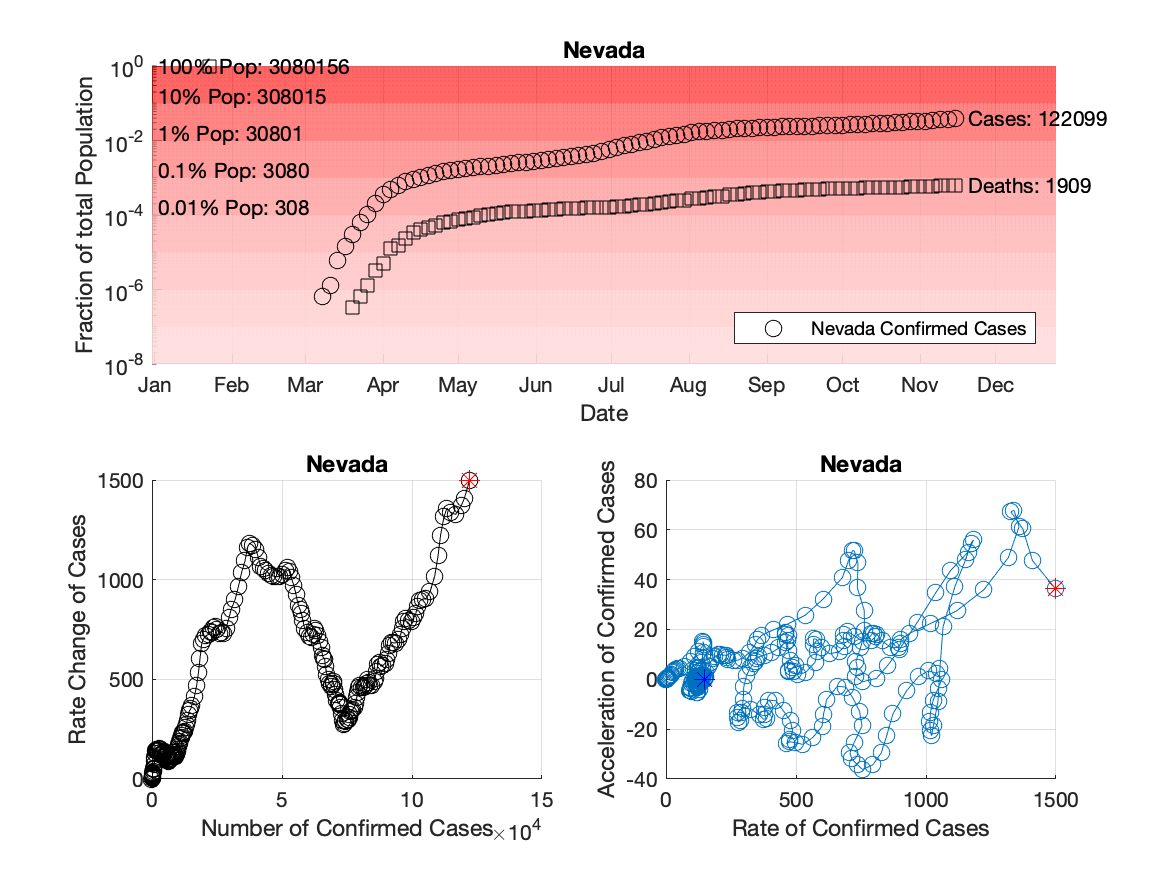 Nevada
10^0
10^-2
10^-4
10^-6
10^-8
Fraction of total Population
100% Pop: 3080156
10% Pop: 308015
1% Pop: 30801
0.1% Pop: 3080
0.01% Pop: 308
Cases: 122099
Deaths: 1909
Nevada Confirmed Cases
Jan Feb Mar Apr May Jun Jul Aug Sep Oct Nov Dec
Date
Nevada
1500
1000
500
0
Rate Change of Cases
0 5 10 15
Number of Confirmed Cases ×10^4
Nevada
80
60
40
20
0
-20
-40
Acceleration of Confirmed Cases
0 500 1000 1500
Rate of Confirmed Cases